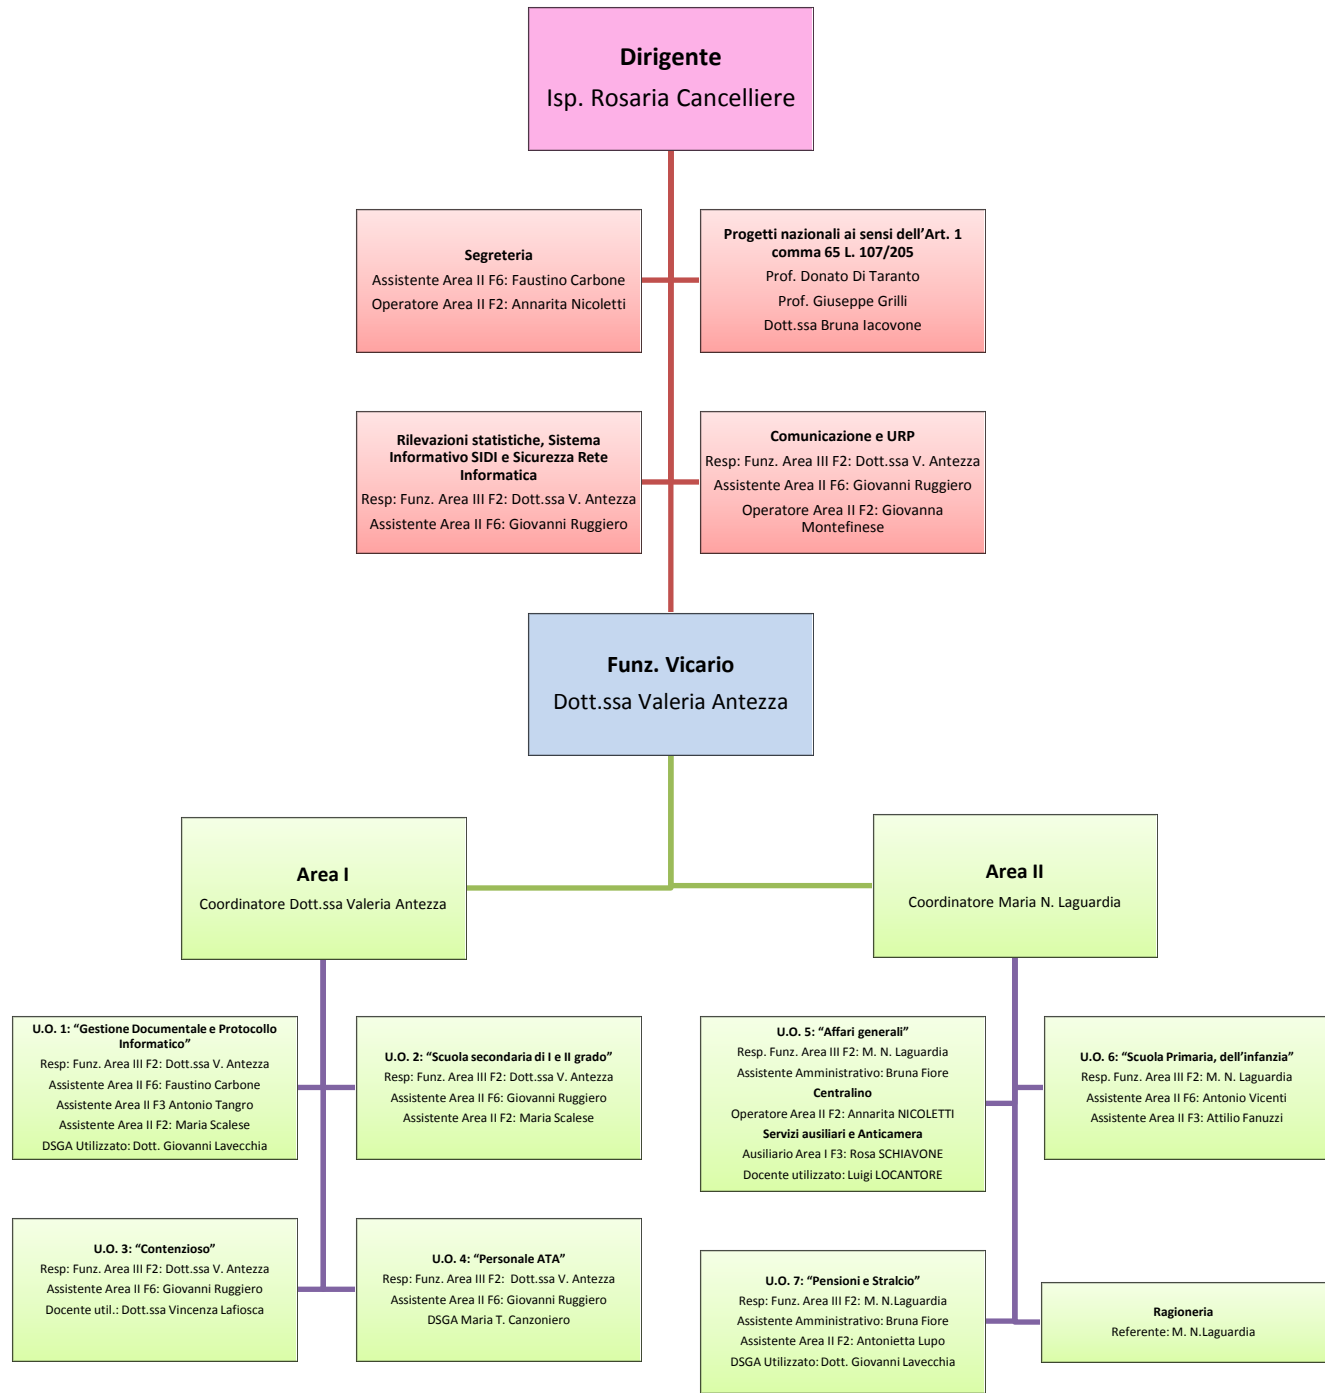 Dirigente
Isp. Rosaria Cancelliere
Segreteria
Assistente Area II F6: Faustino Carbone
Operatore Area II F2: Annarita Nicoletti
Progetti nazionali ai sensi dell’Art. 1
comma 65 L. 107/205
Prof. Donato Di Taranto
Prof. Giuseppe Grilli
Dott.ssa Bruna Iacovone
Rilevazioni statistiche, Sistema
Informativo SIDI e Sicurezza Rete
Informatica
Resp: Funz. Area III F2: Dott.ssa V. Antezza
Assistente Area II F6: Giovanni Ruggiero
Comunicazione e URP
Resp: Funz. Area III F2: Dott.ssa V. Antezza
Assistente Area II F6: Giovanni Ruggiero
Operatore Area II F2: Giovanna
Montefinese
Funz. Vicario
Dott.ssa Valeria Antezza
Area I
Coordinatore Dott.ssa Valeria Antezza
Area II
Coordinatore Maria N. Laguardia
U.O. 1: “Gestione Documentale e Protocollo
Informatico”
Resp: Funz. Area III F2: Dott.ssa V. Antezza
Assistente Area II F6: Faustino Carbone
Assistente Area II F3 Antonio Tangro
Assistente Area II F2: Maria Scalese
DSGA Utilizzato: Dott. Giovanni Lavecchia
U.O. 2: “Scuola secondaria di I e II grado”
Resp: Funz. Area III F2: Dott.ssa V. Antezza
Assistente Area II F6: Giovanni Ruggiero
Assistente Area II F2: Maria Scalese
U.O. 5: “Affari generali”
Resp. Funz. Area III F2: M. N. Laguardia
Assistente Amministrativo: Bruna Fiore
Centralino
Operatore Area II F2: Annarita NICOLETTI
Servizi ausiliari e Anticamera
Ausiliario Area I F3: Rosa SCHIAVONE
Docente utilizzato: Luigi LOCANTORE
U.O. 6: “Scuola Primaria, dell’infanzia”
Resp. Funz. Area III F2: M. N. Laguardia
Assistente Area II F6: Antonio Vicenti
Assistente Area II F3: Attilio Fanuzzi
U.O. 3: “Contenzioso”
Resp: Funz. Area III F2: Dott.ssa V. Antezza
Assistente Area II F6: Giovanni Ruggiero
Docente util.: Dott.ssa Vincenza Lafiosca
U.O. 4: “Personale ATA”
Resp: Funz. Area III F2: Dott.ssa V. Antezza
Assistente Area II F6: Giovanni Ruggiero
DSGA Maria T. Canzoniero
U.O. 7: “Pensioni e Stralcio”
Resp: Funz. Area III F2: M. N.Laguardia
Assistente Amministrativo: Bruna Fiore
Assistente Area II F2: Antonietta Lupo
DSGA Utilizzato: Dott. Giovanni Lavecchia
Ragioneria
Referente: M. N.Laguardia